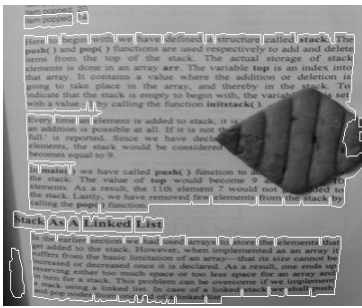 item popped:
item popped:
Here to begin with we have defined a structure called stack. The
push( ) and pop( ) functions are used respectively to add and delete
items from the top of the stack. The actual storage of stack
elements is done in an array arr. The variable top is an index into
that array. It contains a value where the addition or deletion is
going to take place in the array, and thereby in the stack. To
indicate that the stack is empty to begin with, the variable is set
with a value by calling the function initstack( ).
Every time an element is added to stack, it is
an addition is possible at all. If it is not
full.' is reported. Since we have
elements, the stack would be considered
becomes equal to 9.
In main( ) we have called push( ) function to
the stack. The value of top would become 9
elements. As a result, the 11th element 7 would not to
the stack. Lastly, we have removed few elements from the stack by
calling the pop( ) function.
Stack As A Linked List
In the earlier section we had used arrays to store the elements that
get added to the stack. However, when implemented as an array it
suffers from the basic limitation of an array—that its size cannot be
increased or decreased once it is declared. As a result, one ends up
reserving either too much space or too less space for an array and
in turn for a stack. This problem can be overcome if we implement
a stack using a linked list. In case of a linked stack we shall push
and pop